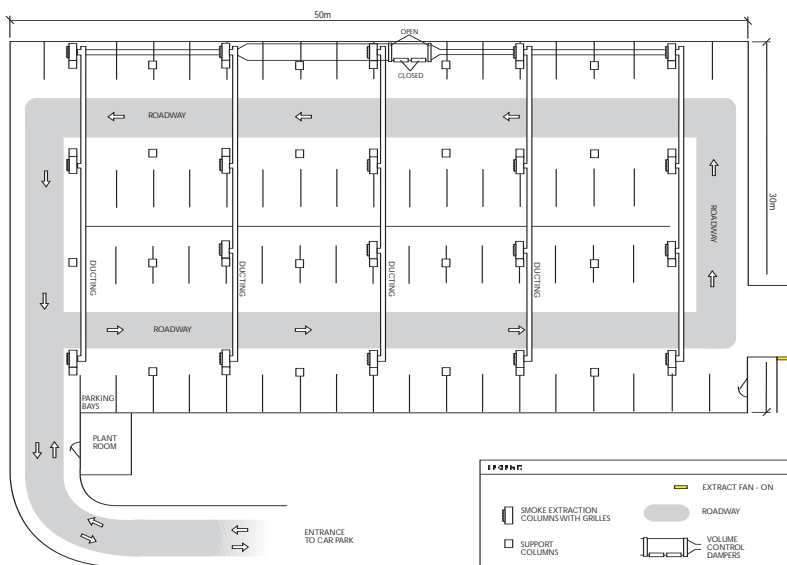 50m
OPEN
CLOSED
ROADWAY
30m
ROADWAY
DUCTING
DUCTING
DUCTING
DUCTING
ROADWAY
PARKING
BAYS
PLANT
ROOM
ENTRANCE
TO CAR PARK
EXTRACT FAN - ON
SMOKE EXTRACTION
COLUMNS WITH GRILLES
ROADWAY
SUPPORT
COLUMNS
VOLUME
CONTROL
DAMPERS